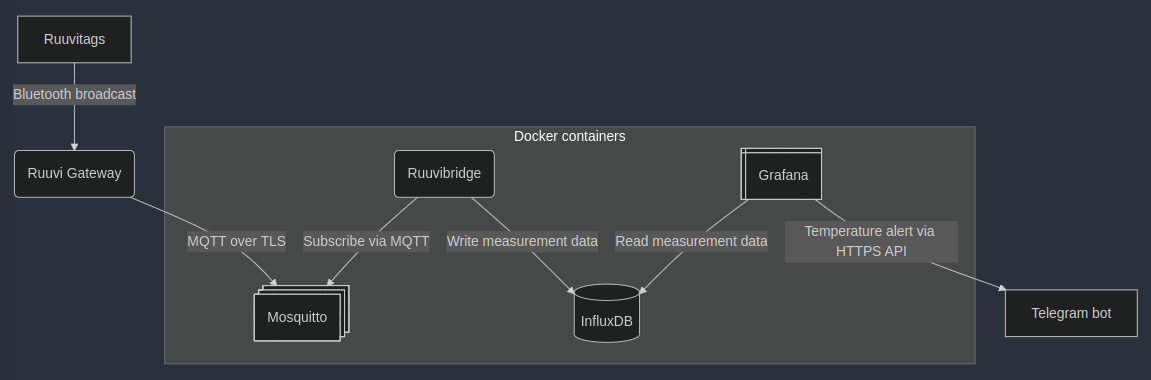 Ruuvitags
Bluetooth broadcast
Docker containers
Ruuvi Gateway
Ruuvibridge
Grafana
MQTT over TLS
Subscribe via MQTT
Write measurement data
Read measurement data
Temperature alert via
HTTPS API
Mosquitto
InfluxDB
Telegram bot